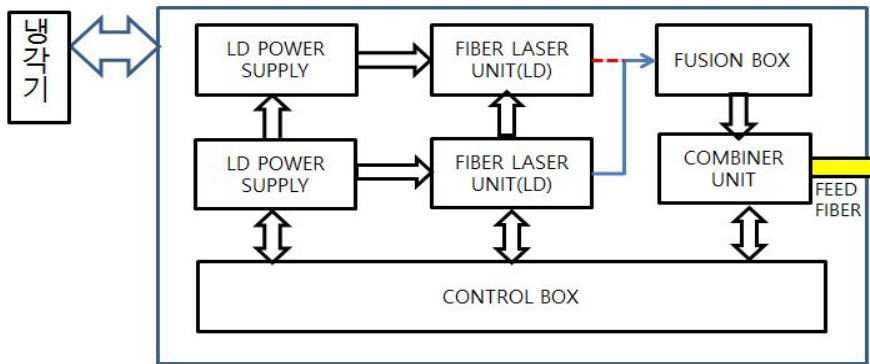 냉각기
LD POWER
SUPPLY
FIBER LASER
UNIT(LD)
FUSION BOX
LD POWER
SUPPLY
FIBER LASER
UNIT(LD)
COMBINER
UNIT
FEED
FIBER
CONTROL BOX